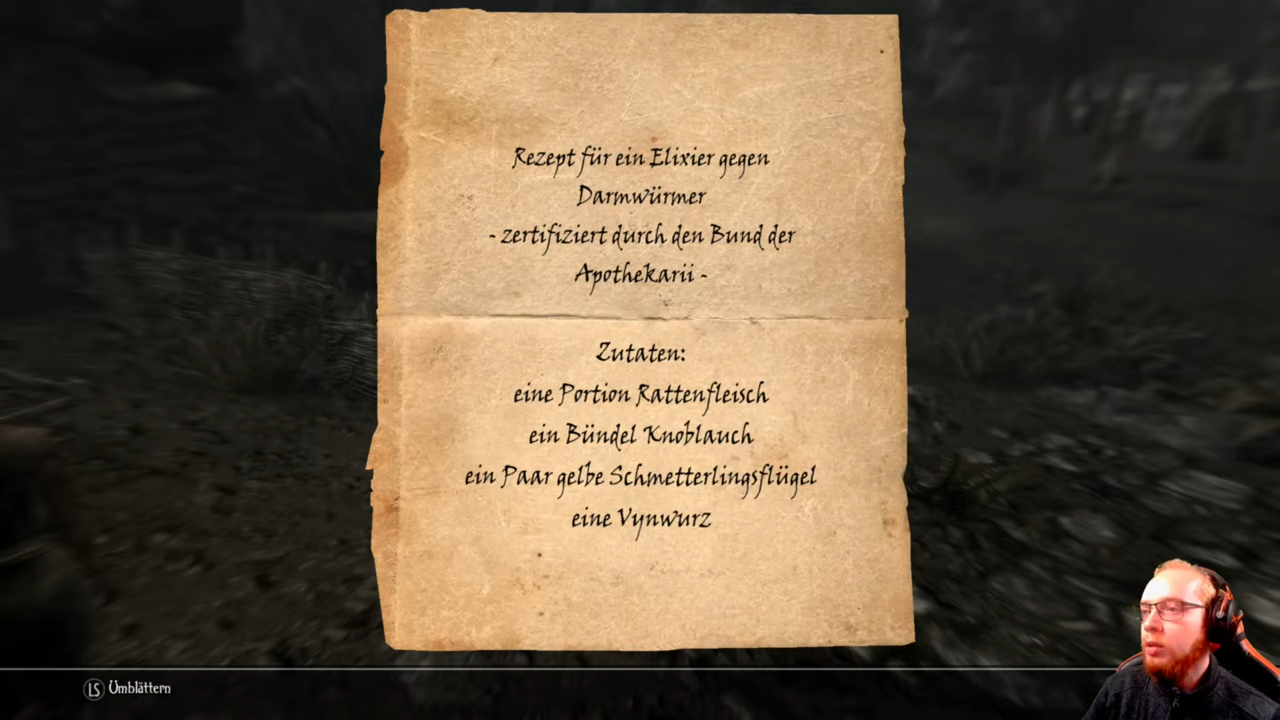 Rezept für ein Elixier gegen
Darmwürmer
- zertifiziert durch den Bund der
Apothekarii -
Zutaten:
eine Portion Rattenfleisch
ein Bündel Knoblauch
ein Paar gelbe Schmetterlingsflügel
eine Vynwurz
LS Umblättern